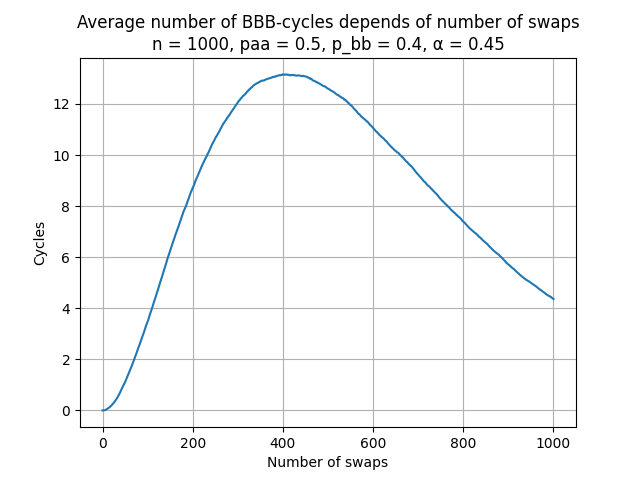 Average number of BBB-cycles depends of number of swaps
n = 1000, paa = 0.5, p_bb = 0.4, α = 0.45
12
10
8
6
4
2
0
Cycles
0 200 400 600 800 1000
Number of swaps